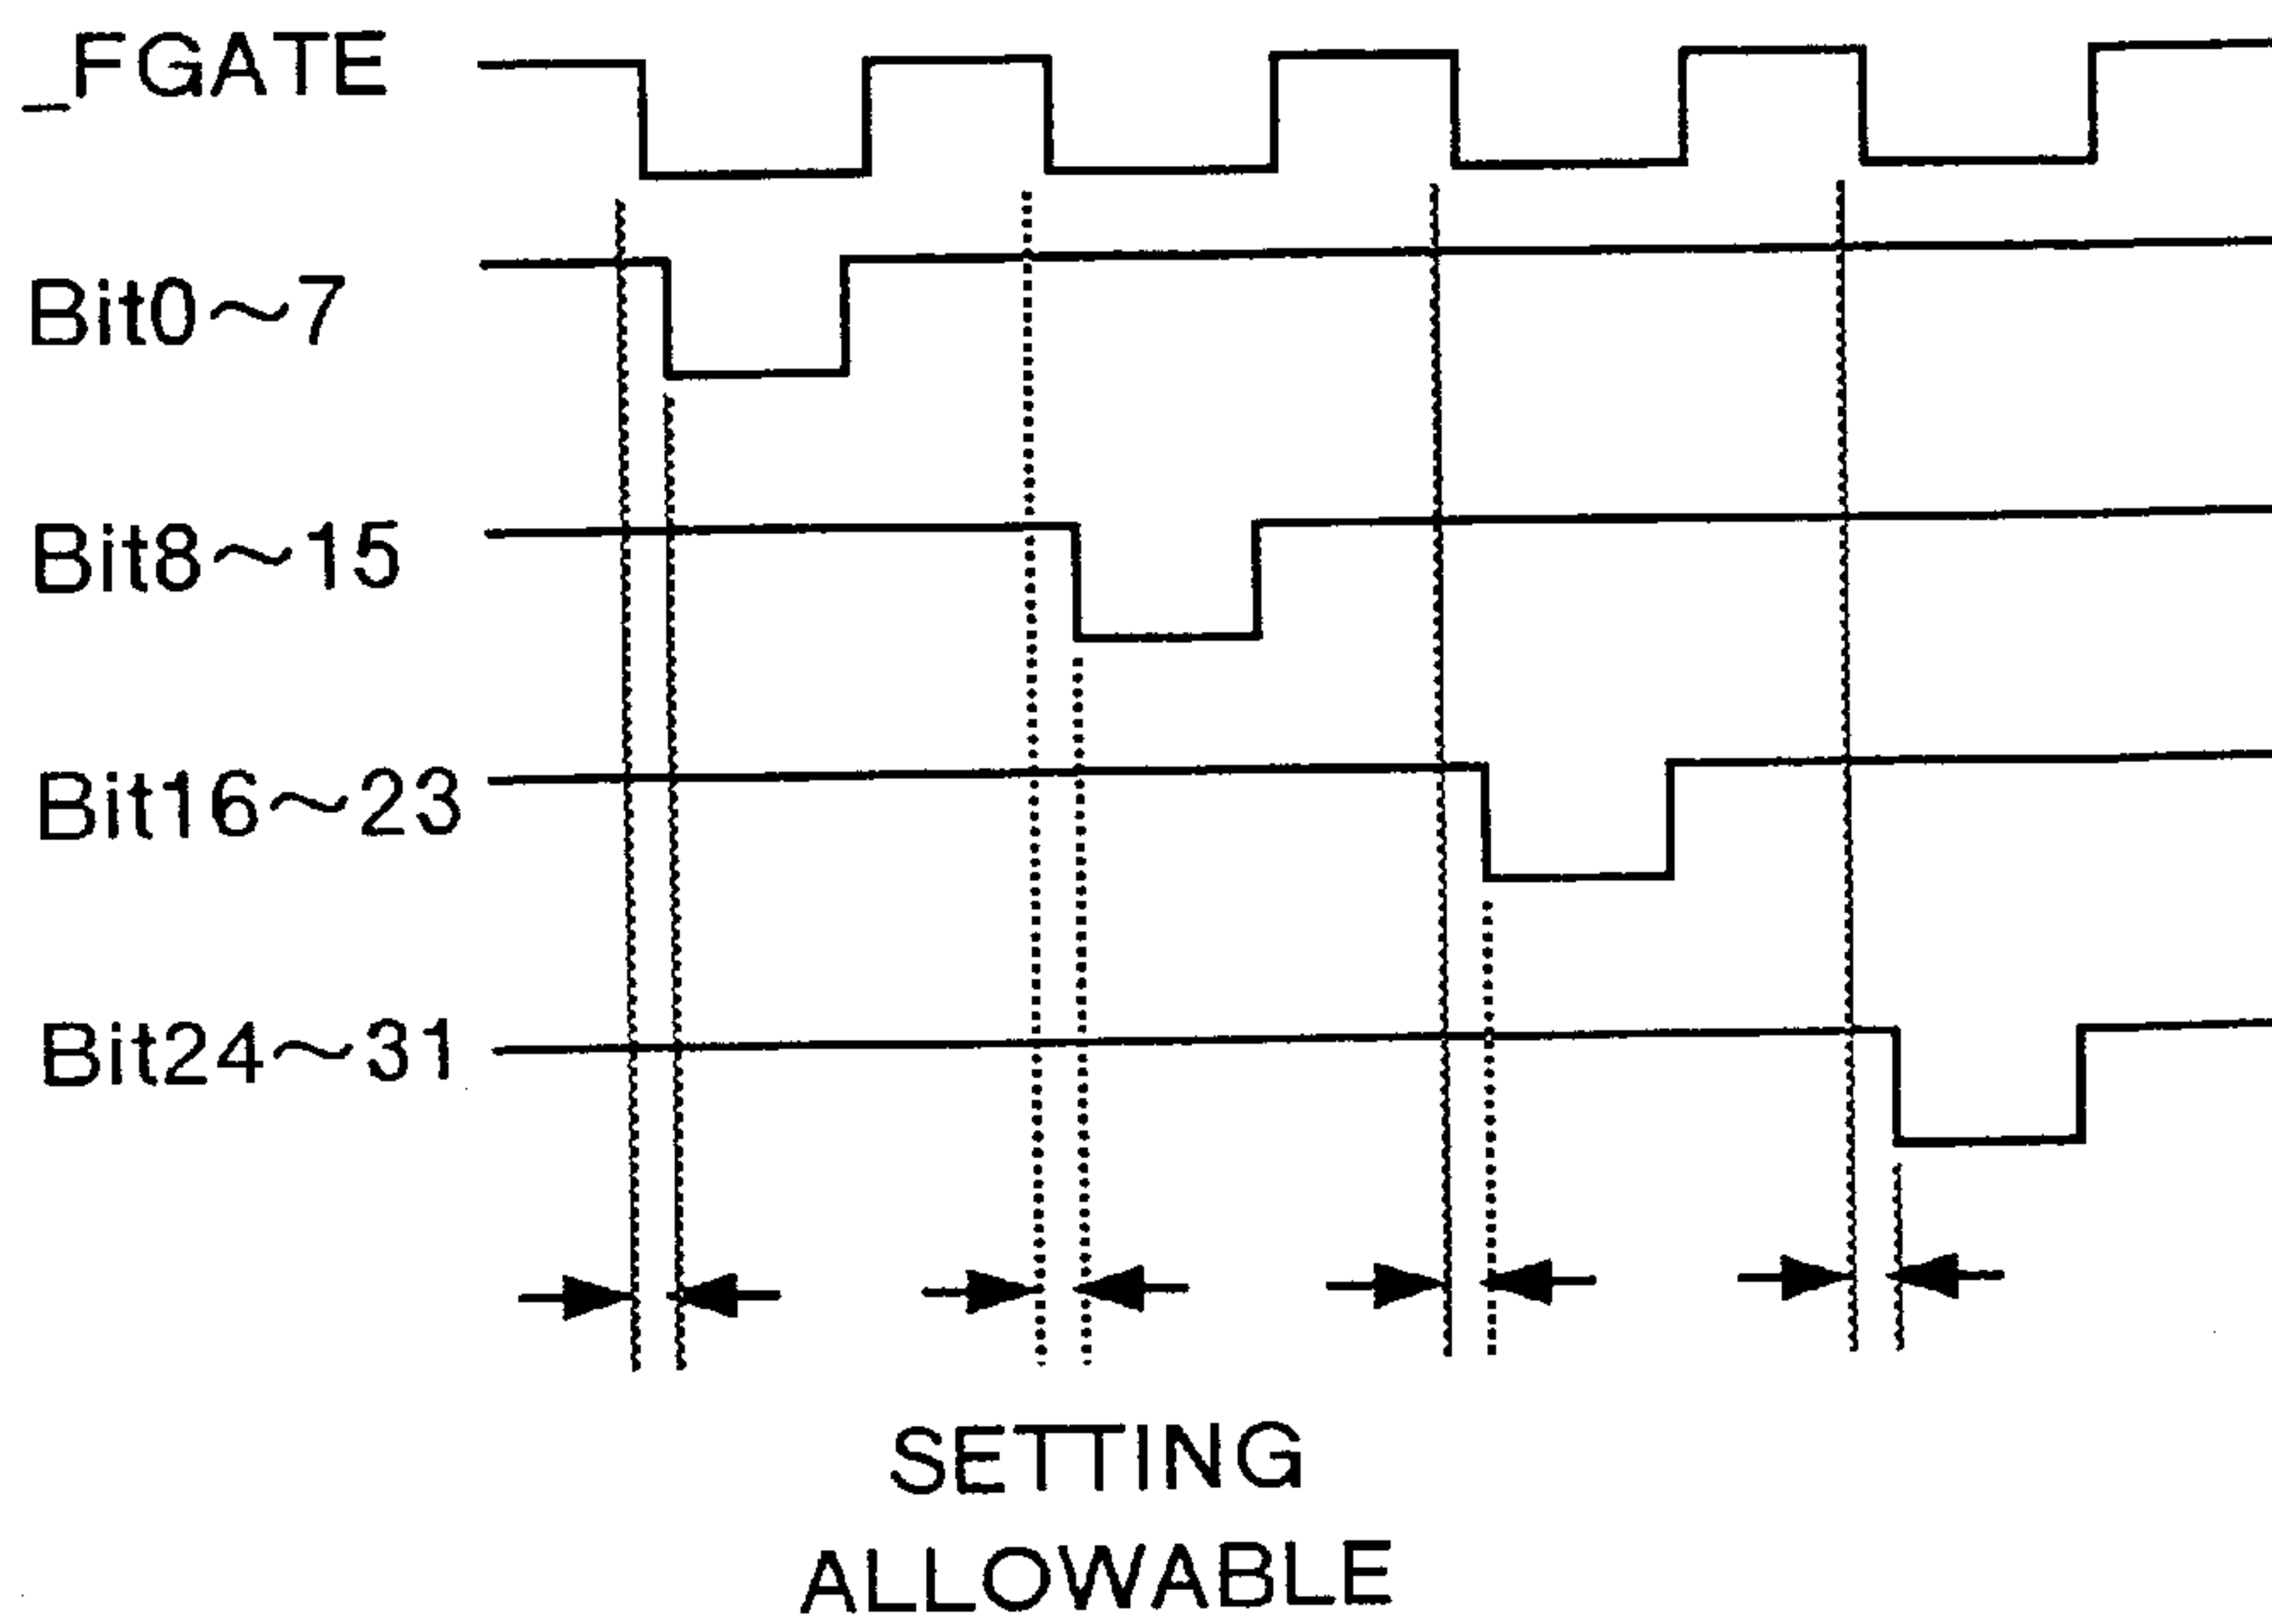 _FGATE
Bit0~7
Bit8~15
Bit16~23
Bit24~31
SETTING
ALLOWABLE